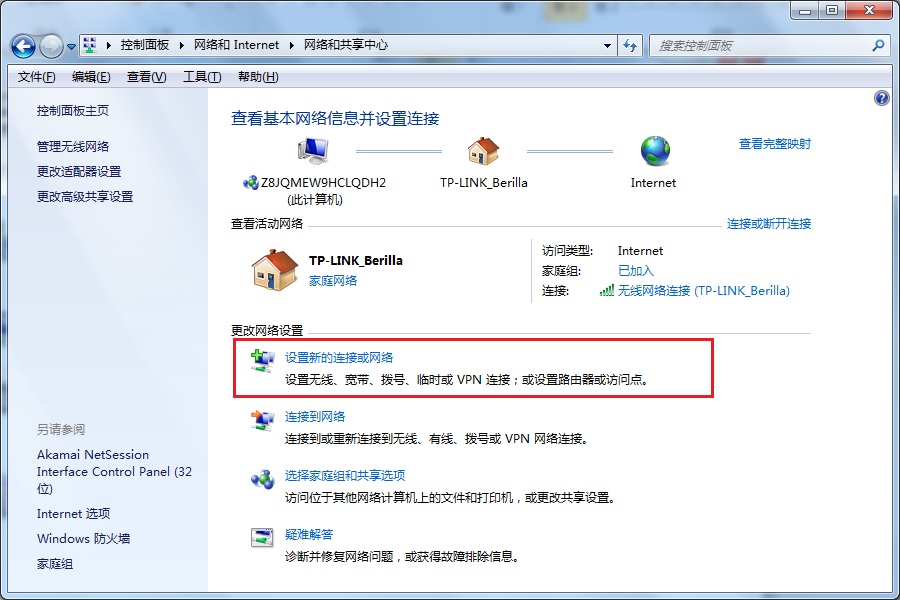 控制面板 网络和 Internet 网络和共享中心
搜索控制面板
文件(F) 编辑(E) 查看(V) 工具(T) 帮助(H)
控制面板主页
管理无线网络
更改适配器设置
更改高级共享设置
另请参阅
Akamai NetSession
Interface Control Panel (32
位)
Internet 选项
Windows 防火墙
家庭组
查看基本网络信息并设置连接
查看完整映射
Z8JQMEW9HCLQDH2
(此计算机)
TP-LINK_Berilla
Internet
查看活动网络
连接或断开连接
TP-LINK_Berilla
家庭网络
访问类型: Internet
家庭组: 已加入
连接: 无线网络连接 (TP-LINK_Berilla)
更改网络设置
设置新的连接或网络
设置无线、宽带、拨号、临时或 VPN 连接；或设置路由器或访问点。
连接到网络
连接到或重新连接到无线、有线、拨号或 VPN 网络连接。
选择家庭组和共享选项
访问位于其他网络计算机上的文件和打印机，或更改共享设置。
疑难解答
诊断并修复网络问题，或获得故障排除信息。